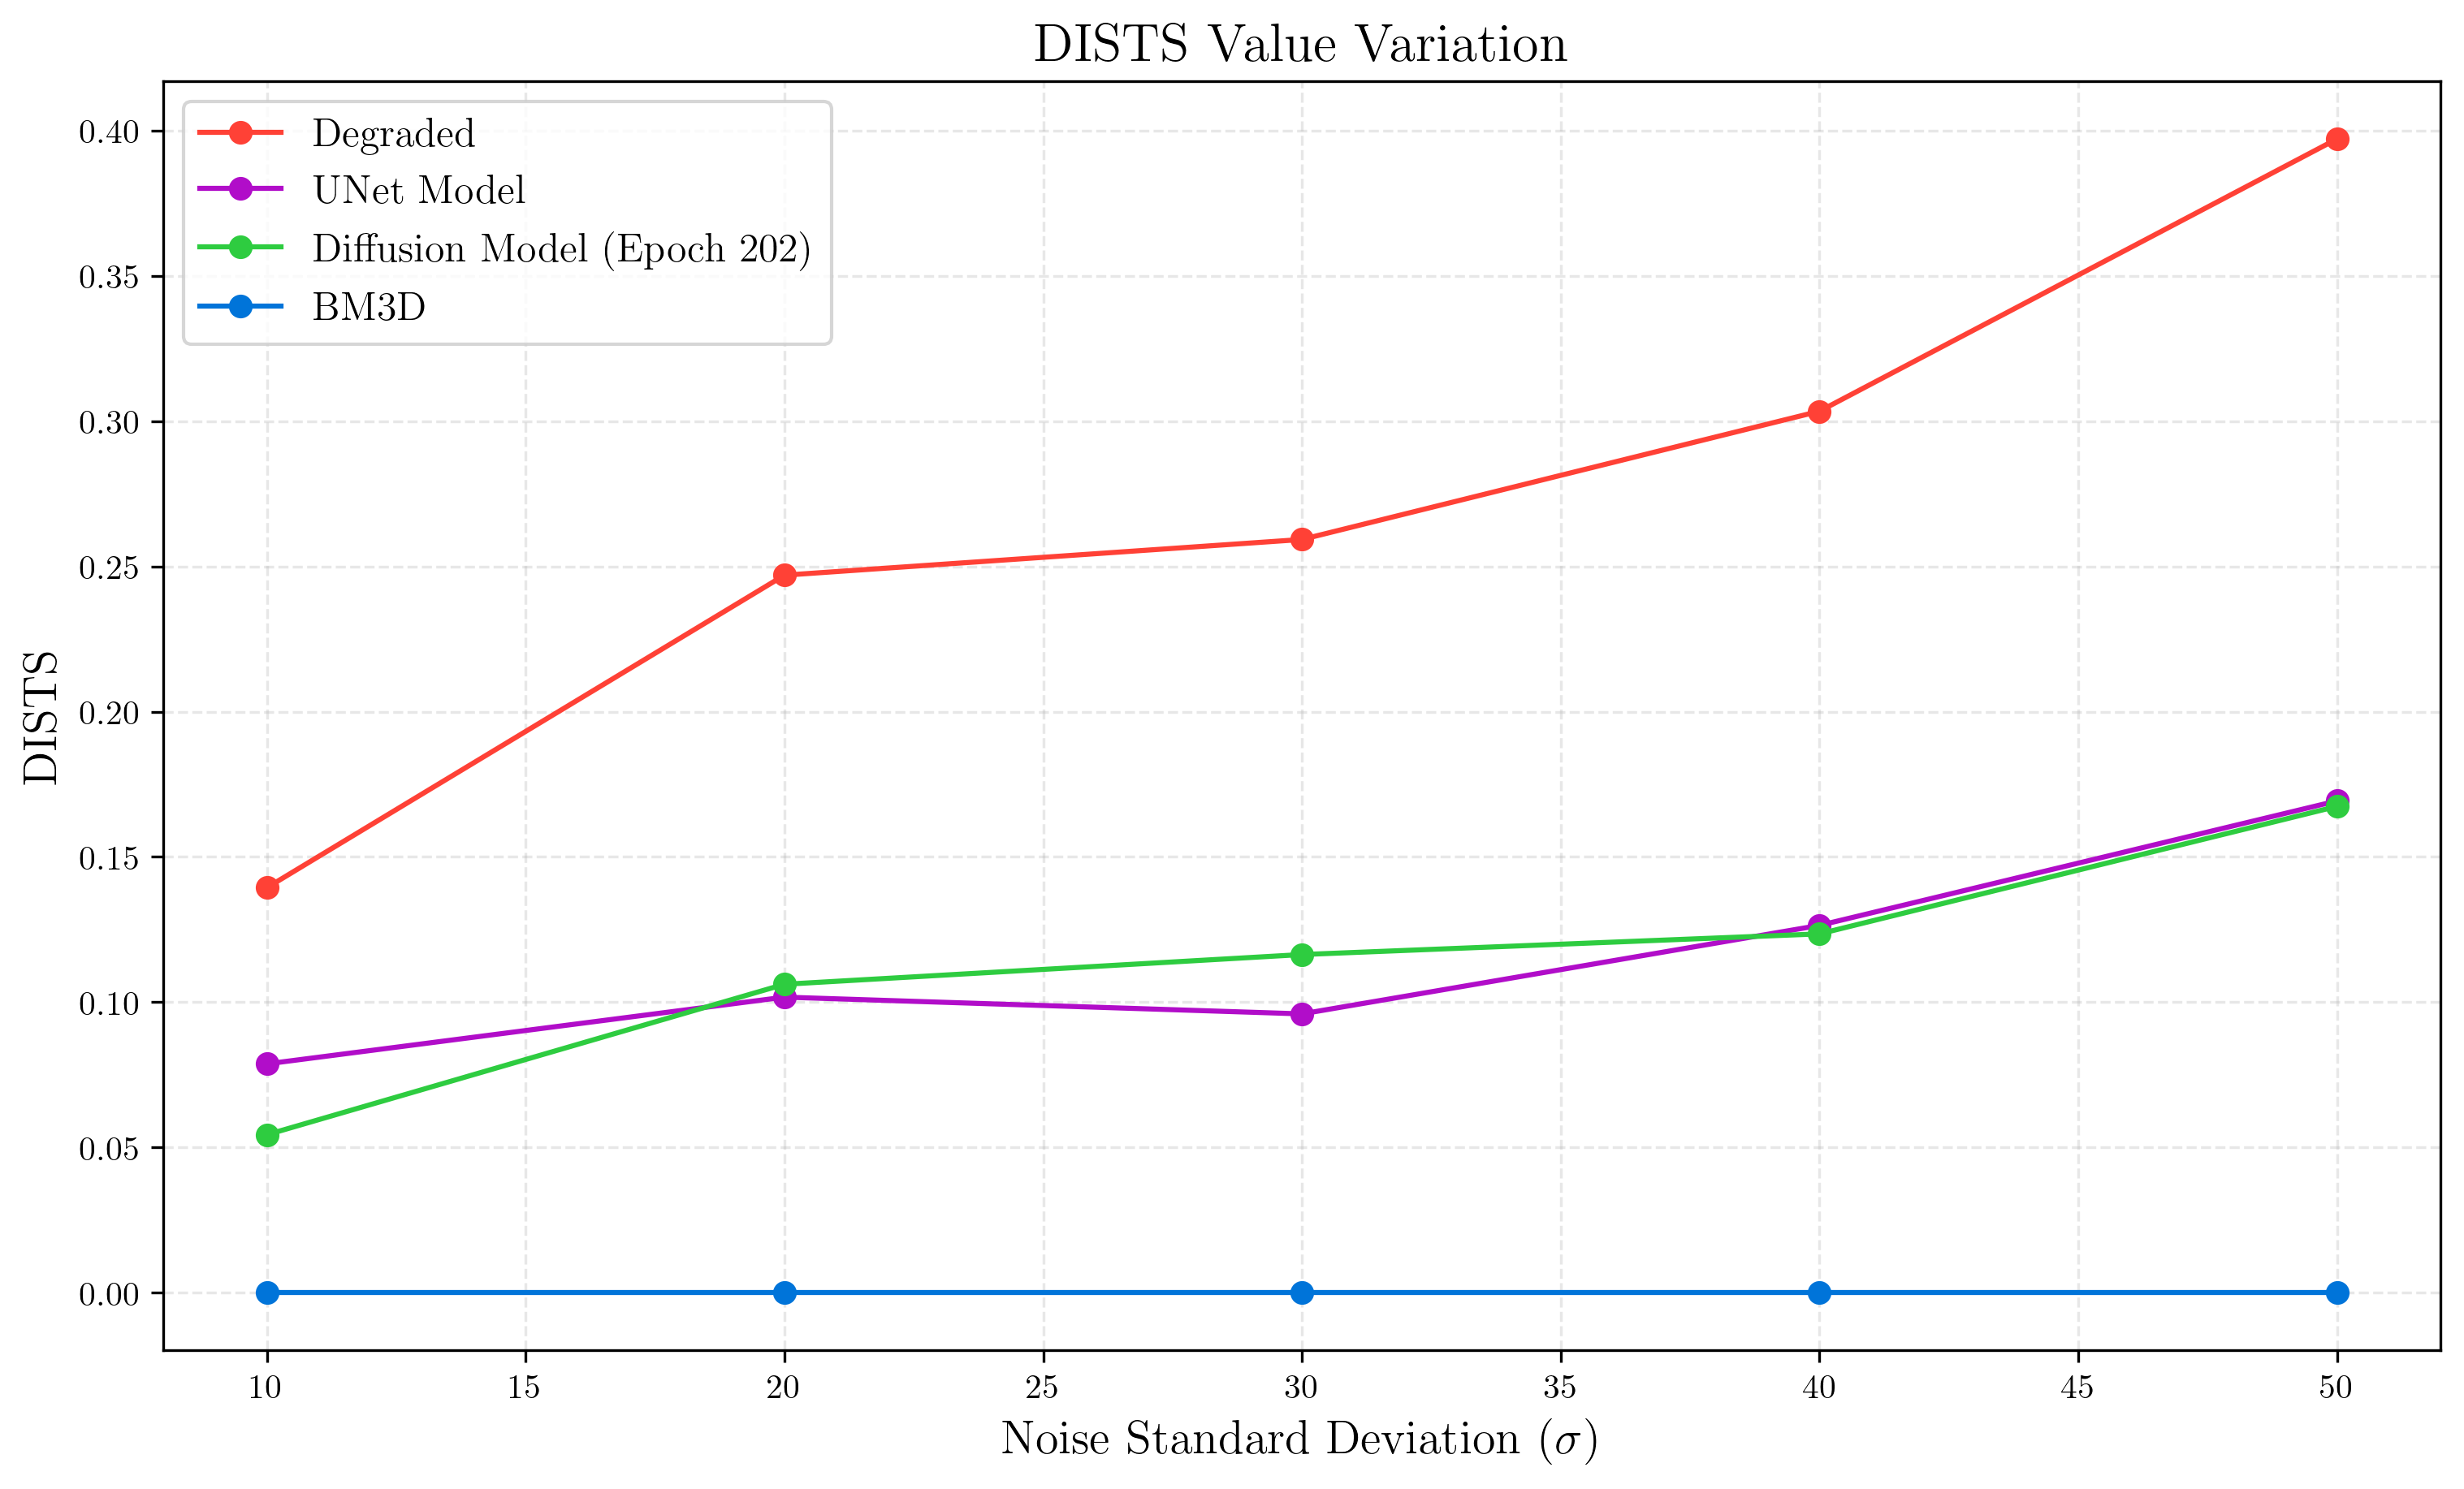 DISTS Value Variation
Degraded
UNet Model
Diffusion Model (Epoch 202)
BM3D
DISTS
0.40
0.35
0.30
0.25
0.20
0.15
0.10
0.05
0.00
10 15 20 25 30 35 40 45 50
Noise Standard Deviation (σ)